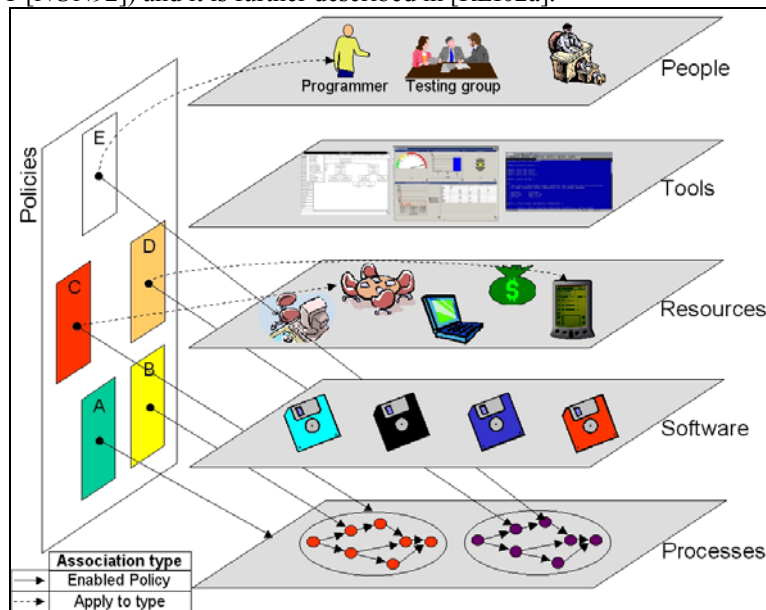 Programmer
Testing group
People
Policies
E
Tools
D
C
Resources
B
A
Software
Processes
Association type
Enabled Policy
Apply to type